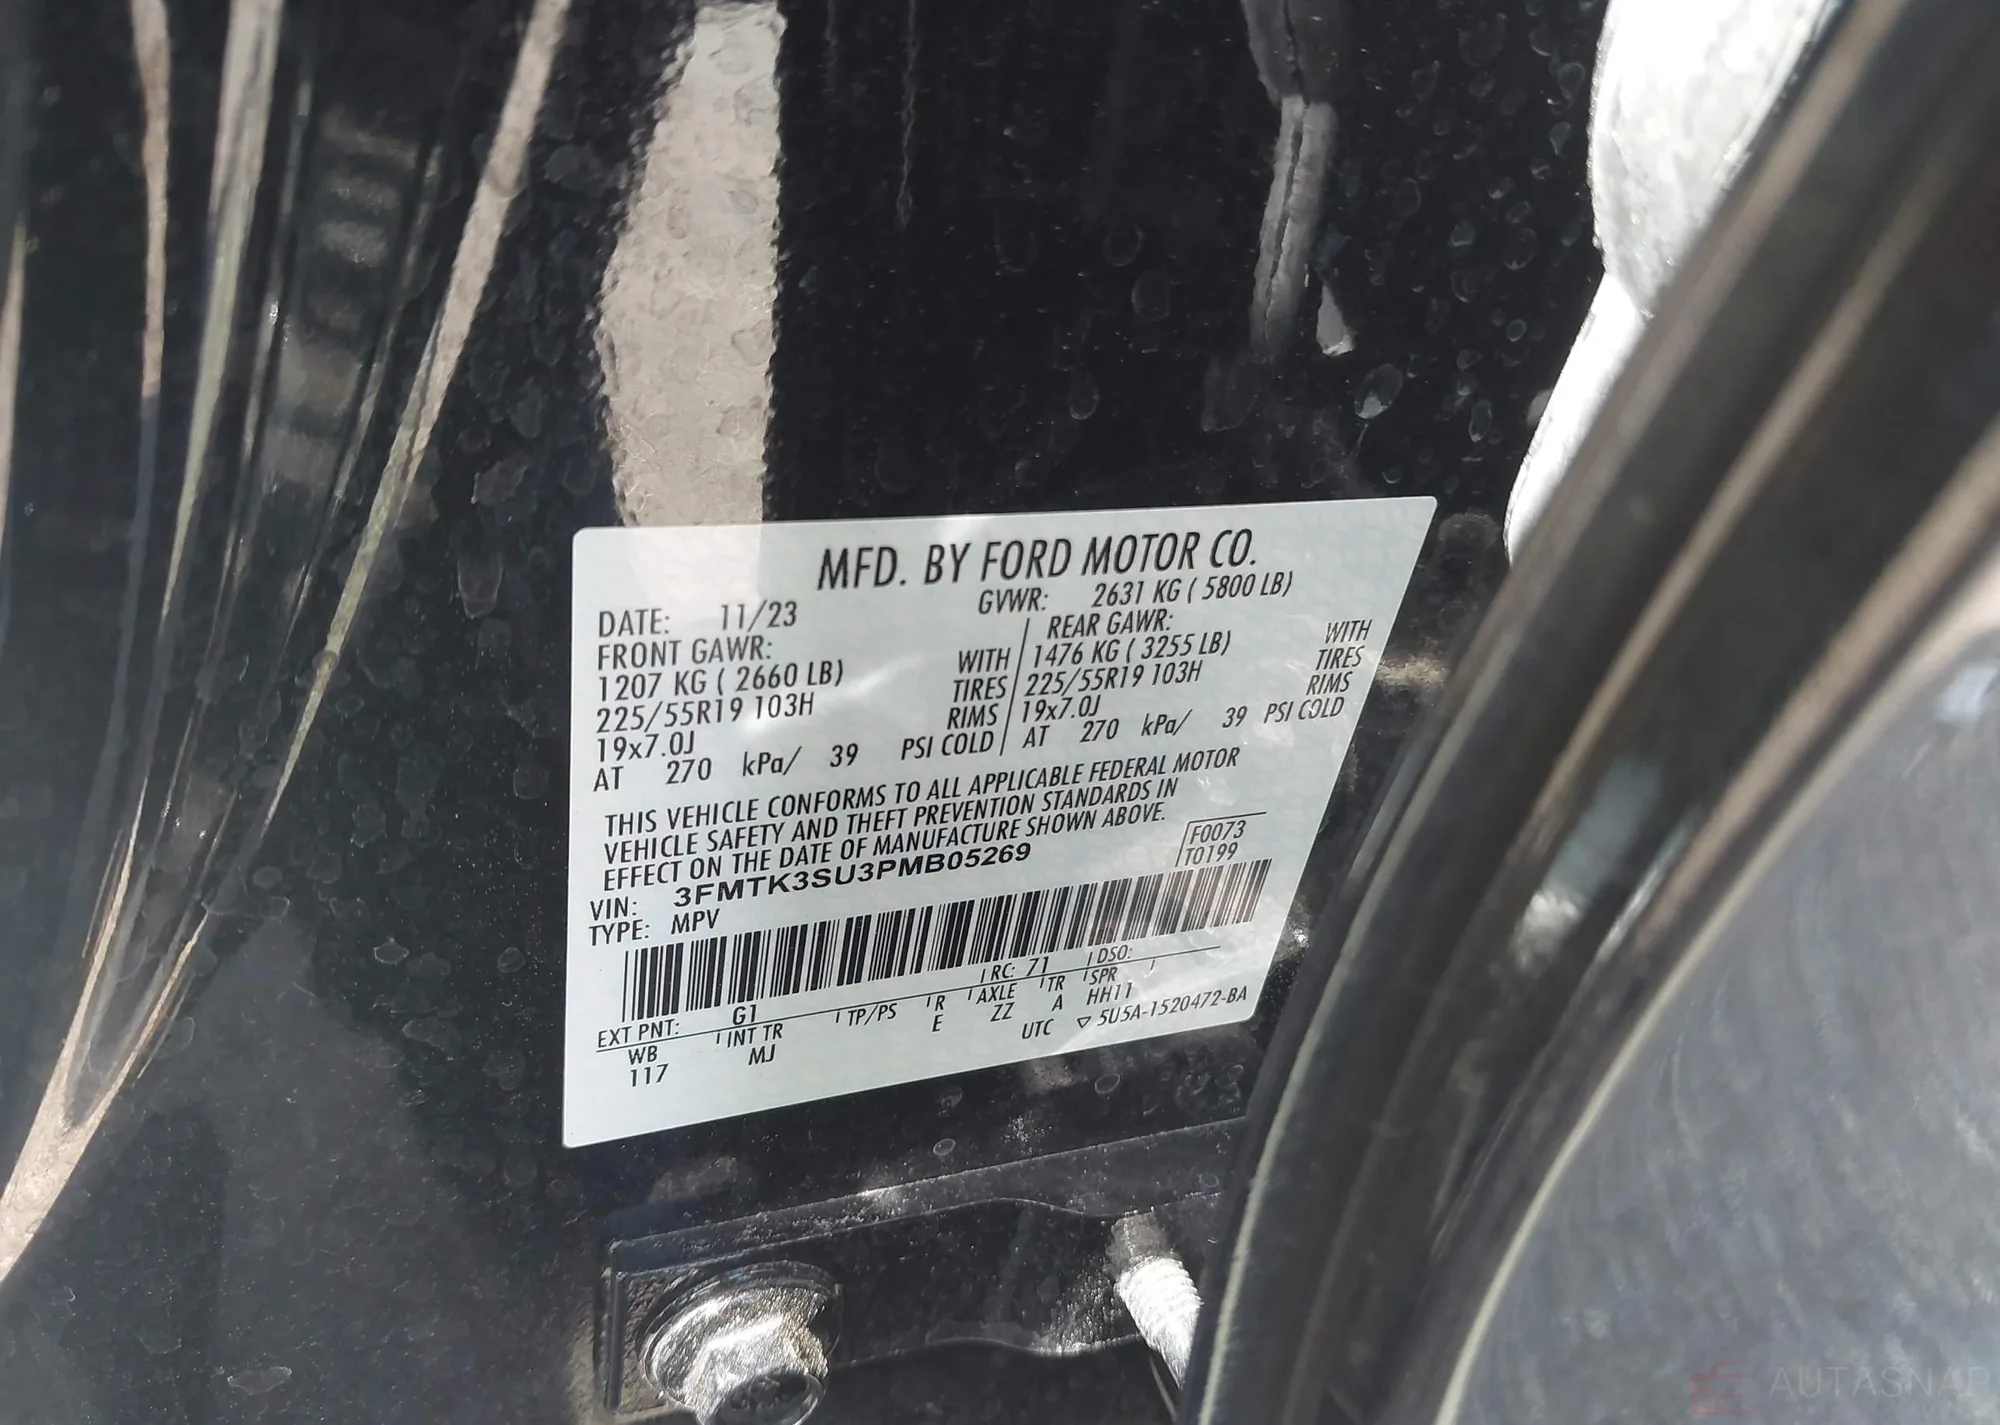 MFD. BY FORD MOTOR CO.
DATE: 11/23 GVWR: 2631 KG ( 5800 LB)
FRONT GAWR: REAR GAWR:
1207 KG ( 2660 LB) WITH 1476 KG ( 3255 LB) WITH
225/55R19 103H TIRES 225/55R19 103H TIRES
19x7.0J RIMS 19x7.0J RIMS
AT 270 kPa/ 39 PSI COLD AT 270 kPa/ 39 PSI COLD
THIS VEHICLE CONFORMS TO ALL APPLICABLE FEDERAL MOTOR
VEHICLE SAFETY AND THEFT PREVENTION STANDARDS IN
EFFECT ON THE DATE OF MANUFACTURE SHOWN ABOVE.
F0073
T0199
VIN: 3FMTK3SU3PMB05269
TYPE: MPV
EXT PNT: G1 RC: 71 DSO:
WB INT TR TP/PS R AXLE TR SPR
117 MJ E ZZ A HH11
UTC ▽ 5U5A-1520472-BA
AUTASNAP